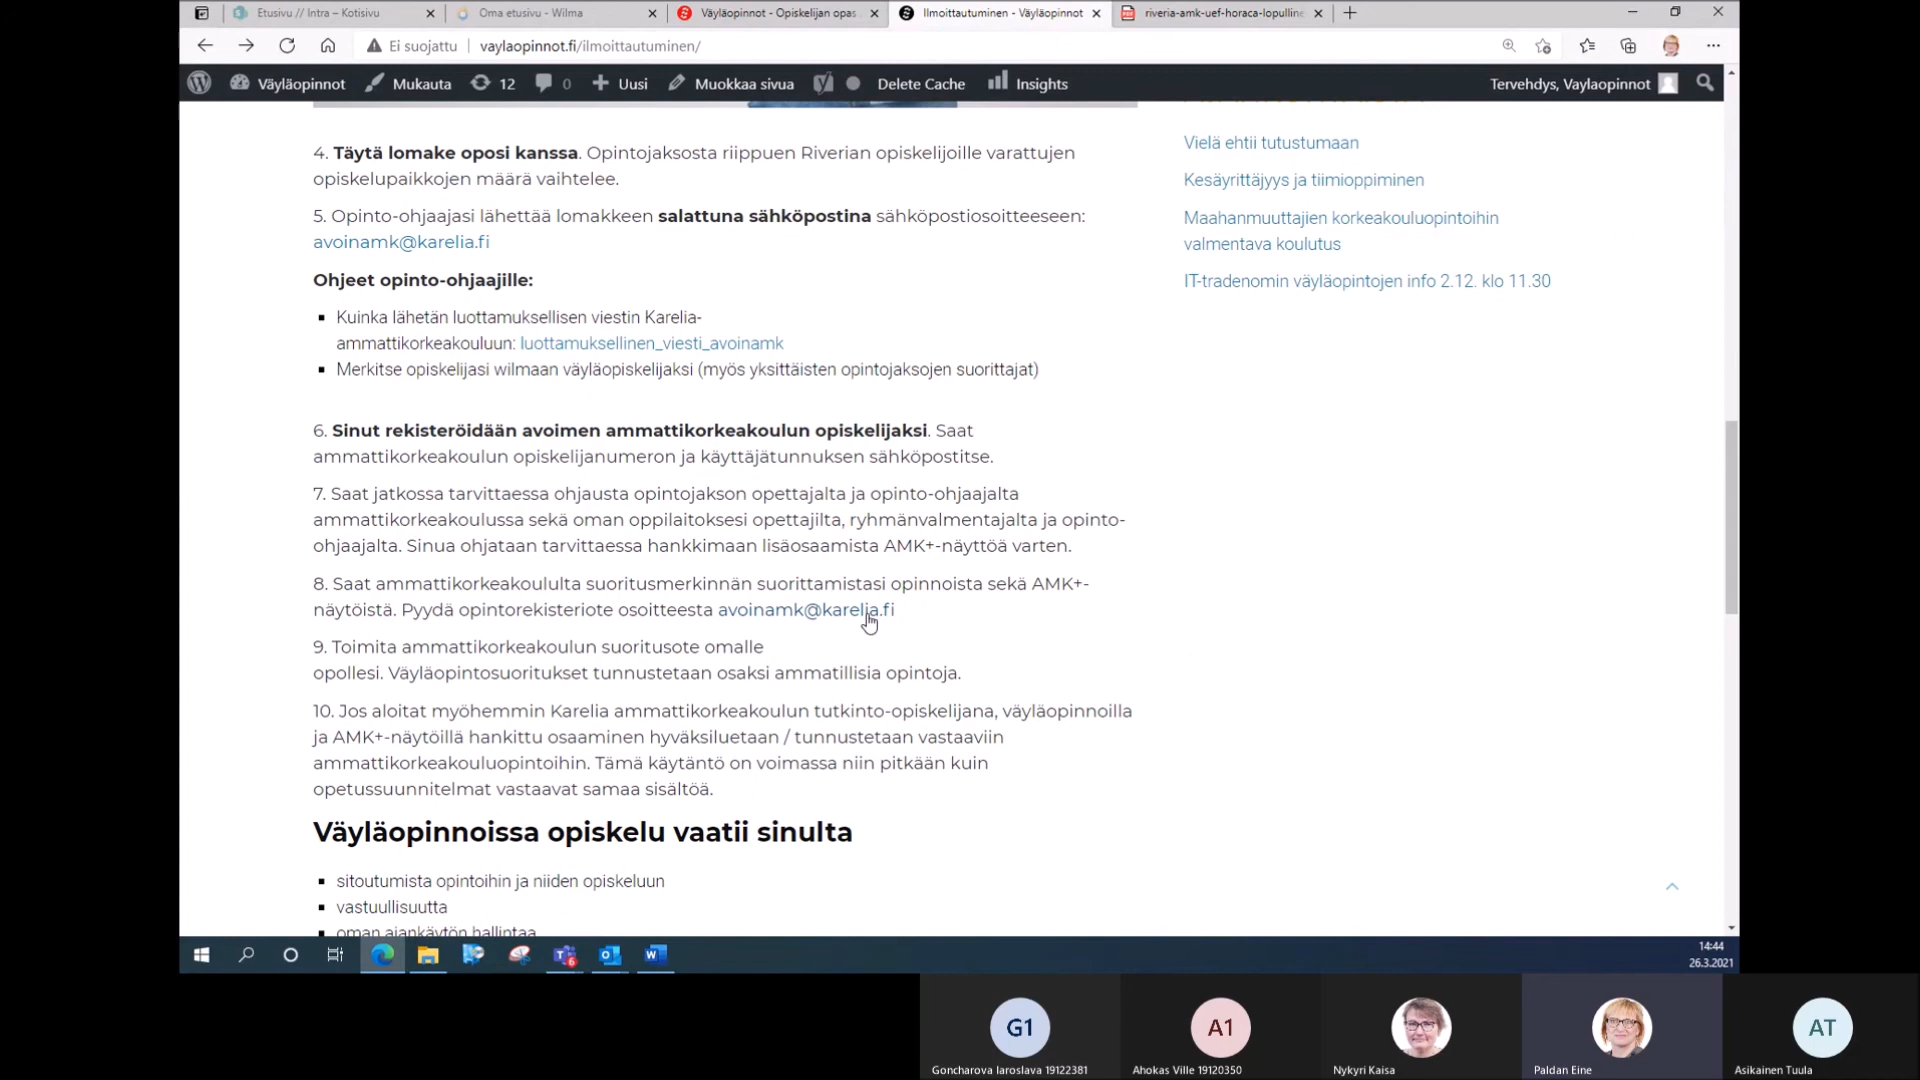 Etusivu // Intra – Kotisivu
Oma etusivu - Wilma
Väyläopinnot - Opiskelijan opas
Ilmoittautuminen - Väyläopinnot
riveria-amk-uef-horaca-lopulline
Ei suojattu
vaylaopinnot.fi/ilmoittautuminen/
Väyläopinnot
Mukauta
12
0
Uusi
Muokkaa sivua
Delete Cache
Insights
Tervehdys, Vaylaopinnot
4. Täytä lomake oposi kanssa. Opintojaksosta riippuen Riverian opiskelijoille varattujen
opiskelupaikkojen määrä vaihtelee.
5. Opinto-ohjaajasi lähettää lomakkeen salattuna sähköpostina sähköpostiosoitteeseen:
avoinamk@karelia.fi
Ohjeet opinto-ohjaajille:
Kuinka lähetän luottamuksellisen viestin Karelia-
ammattikorkeakouluun: luottamuksellinen_viesti_avoinamk
Merkitse opiskelijasi wilmaan väyläopiskelijaksi (myös yksittäisten opintojaksojen suorittajat)
6. Sinut rekisteröidään avoimen ammattikorkeakoulun opiskelijaksi. Saat
ammattikorkeakoulun opiskelijanumeron ja käyttäjätunnuksen sähköpostitse.
7. Saat jatkossa tarvittaessa ohjausta opintojakson opettajalta ja opinto-ohjaajalta
ammattikorkeakoulussa sekä oman oppilaitoksesi opettajilta, ryhmänvalmentajalta ja opinto-
ohjaajalta. Sinua ohjataan tarvittaessa hankkimaan lisäosaamista AMK+-näyttöä varten.
8. Saat ammattikorkeakoululta suoritusmerkinnän suorittamistasi opinnoista sekä AMK+-
näytöistä. Pyydä opintorekisteriote osoitteesta avoinamk@karelia.fi
9. Toimita ammattikorkeakoulun suoritusote omalle
opollesi. Väyläopintosuoritukset tunnustetaan osaksi ammatillisia opintoja.
10. Jos aloitat myöhemmin Karelia ammattikorkeakoulun tutkinto-opiskelijana, väyläopinnoilla
ja AMK+-näytöillä hankittu osaaminen hyväksiluetaan / tunnustetaan vastaaviin
ammattikorkeakouluopintoihin. Tämä käytäntö on voimassa niin pitkään kuin
opetussuunnitelmat vastaavat samaa sisältöä.
Väyläopinnoissa opiskelu vaatii sinulta
sitoutumista opintoihin ja niiden opiskeluun
vastuullisuutta
oman ajankäytön hallintaa
Vielä ehtii tutustumaan
Kesäyrittäjyys ja tiimioppiminen
Maahanmuuttajien korkeakouluopintoihin
valmentava koulutus
IT-tradenomin väyläopintojen info 2.12. klo 11.30
14:44
26.3.2021
G1
Goncharova Iaroslava 19122381
A1
Ahokas Ville 19120350
Nykyri Kaisa
Paldan Eine
AT
Asikainen Tuula